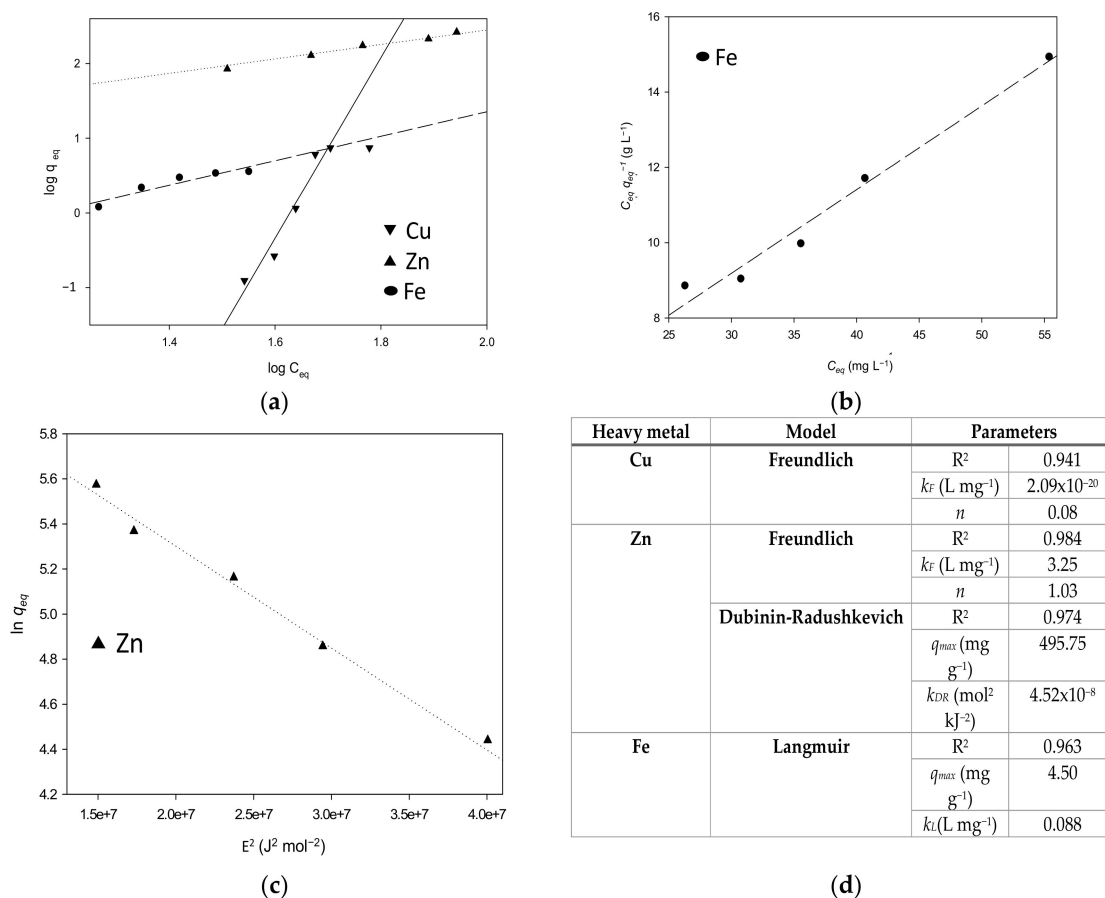 2
1
0
−1
1.4
1.6
1.8
2.0
log q eq
log Ceq
Cu
Zn
Fe
(a)
16
14
12
10
8
25
30
35
40
45
50
55
Ceq qeq−1 (g L−1)
Ceq (mg L−1)
Fe
(b)
5.8
5.6
5.4
5.2
5.0
4.8
4.6
4.4
4.2
1.5e+7
2.0e+7
2.5e+7
3.0e+7
3.5e+7
4.0e+7
ln qeq
E2 (J2 mol−2)
Zn
(c)
Heavy metal Model Parameters
Cu Freundlich R2 0.941
kF (L mg−1) 2.09x10−20
n 0.08
Zn Freundlich R2 0.984
kF (L mg−1) 3.25
n 1.03
Dubinin-Radushkevich R2 0.974
qmax (mg 495.75
g−1)
kDR (mol2 4.52x10−8
kJ−2)
Fe Langmuir R2 0.963
qmax (mg 4.50
g−1)
kL(L mg−1) 0.088
(d)